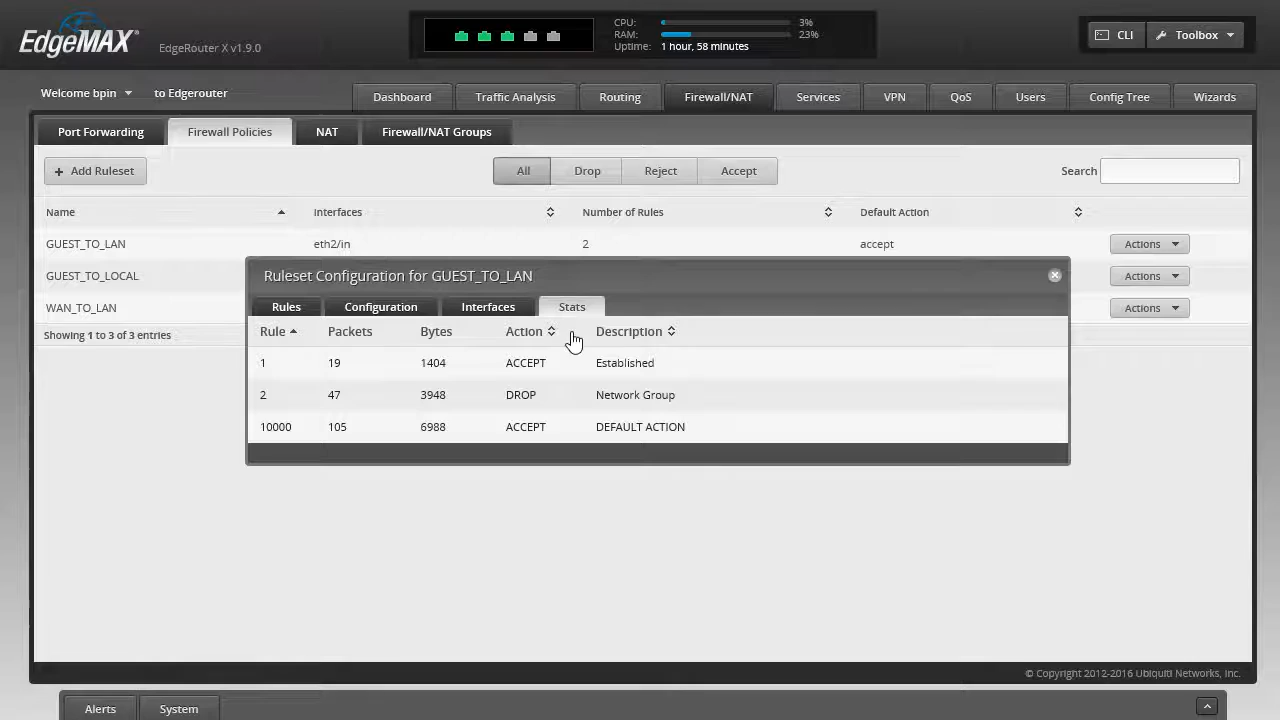 EdgeMAX
EdgeRouter X v1.9.0
CPU: 3%
RAM: 23%
Uptime: 1 hour, 58 minutes
CLI
Toolbox
Welcome bpin to Edgerouter
Dashboard Traffic Analysis Routing Firewall/NAT Services VPN QoS Users Config Tree Wizards
Port Forwarding Firewall Policies NAT Firewall/NAT Groups
+ Add Ruleset All Drop Reject Accept Search
Name Interfaces Number of Rules Default Action
GUEST_TO_LAN eth2/in 2 accept Actions
GUEST_TO_LOCAL Actions
WAN_TO_LAN Actions
Showing 1 to 3 of 3 entries
Ruleset Configuration for GUEST_TO_LAN
Rules Configuration Interfaces Stats
Rule Packets Bytes Action Description
1 19 1404 ACCEPT Established
2 47 3948 DROP Network Group
10000 105 6988 ACCEPT DEFAULT ACTION
© Copyright 2012-2016 Ubiquiti Networks, Inc.
Alerts System